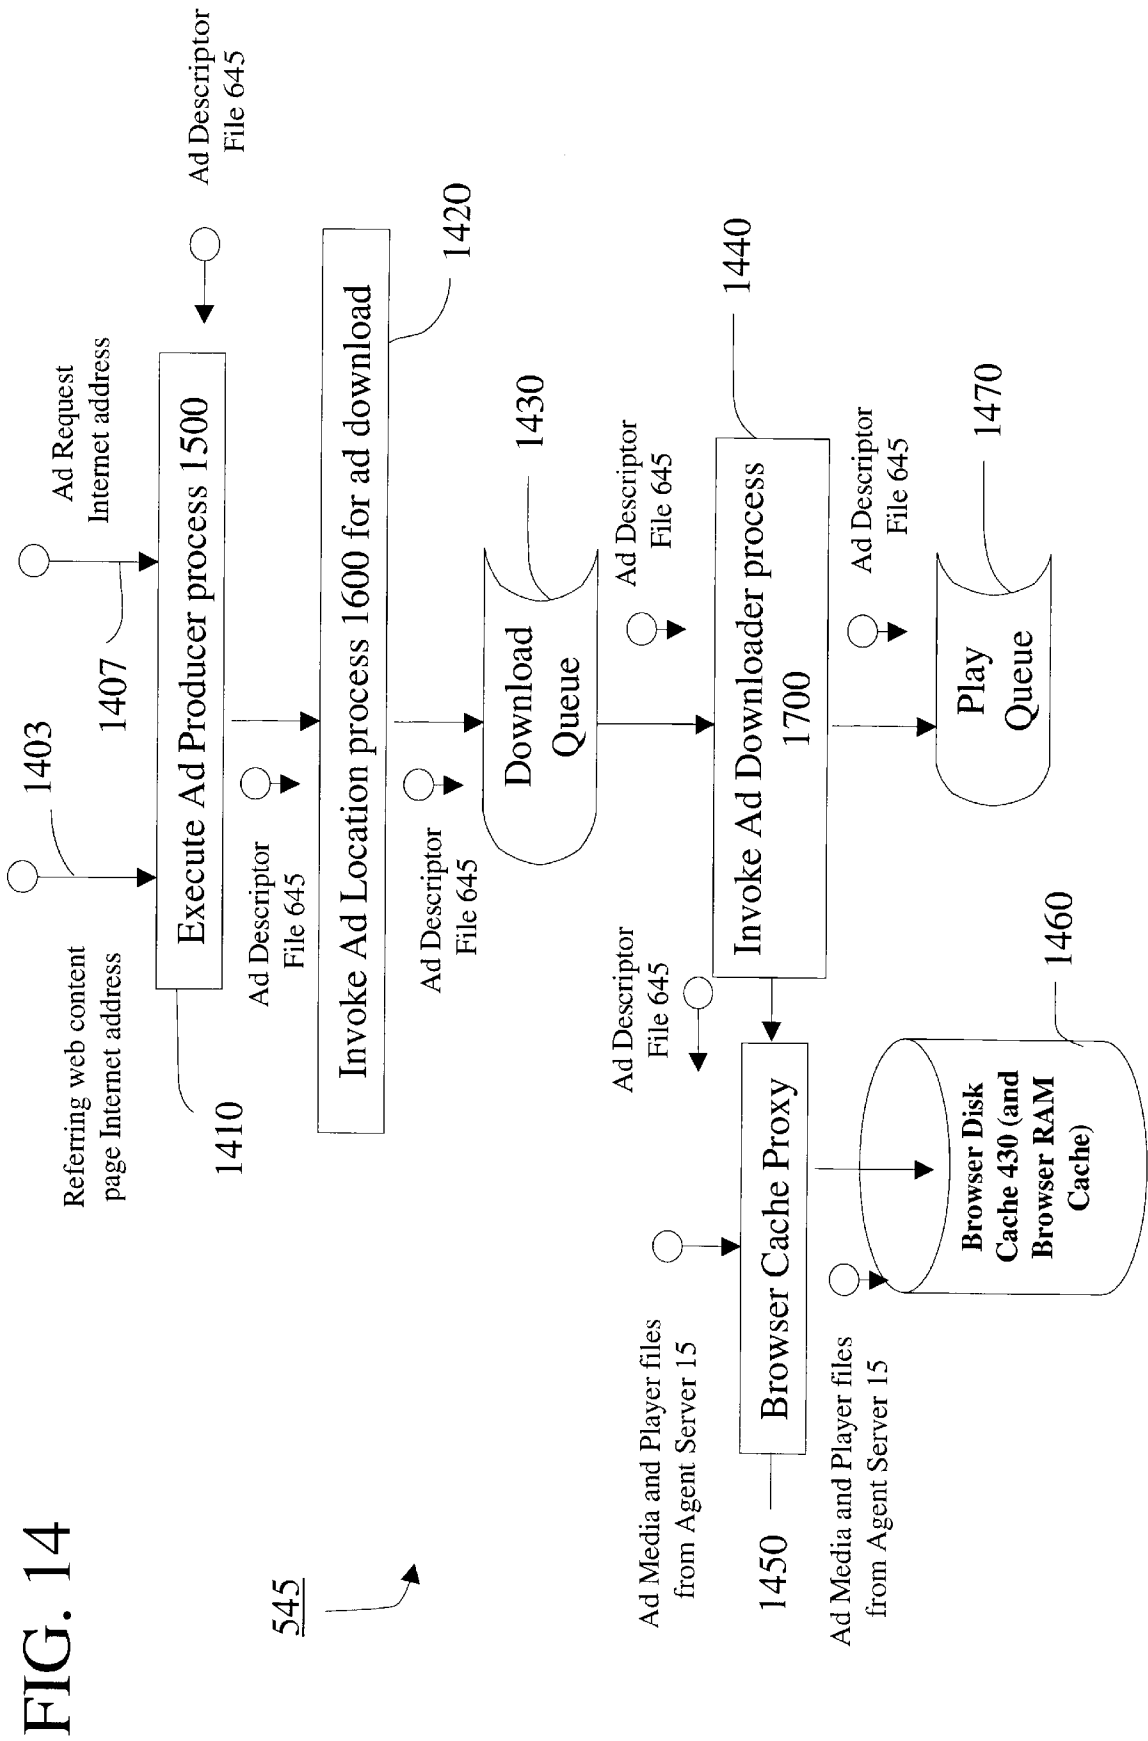 FIG. 14
545
Referring web content
page Internet address
1403
1407
Ad Request
Internet address
1410
Execute Ad Producer process 1500
Ad Descriptor
File 645
Ad Descriptor
File 645
Invoke Ad Location process 1600 for ad download
1420
Ad Descriptor
File 645
Download
Queue
1430
Ad Descriptor
File 645
Ad Descriptor
File 645
Invoke Ad Downloader process
1700
1440
Ad Media and Player files
from Agent Server 15
1450
Browser Cache Proxy
Ad Descriptor
File 645
Ad Media and Player files
from Agent Server 15
Browser Disk
Cache 430 (and
Browser RAM
Cache)
1460
Play
Queue
1470